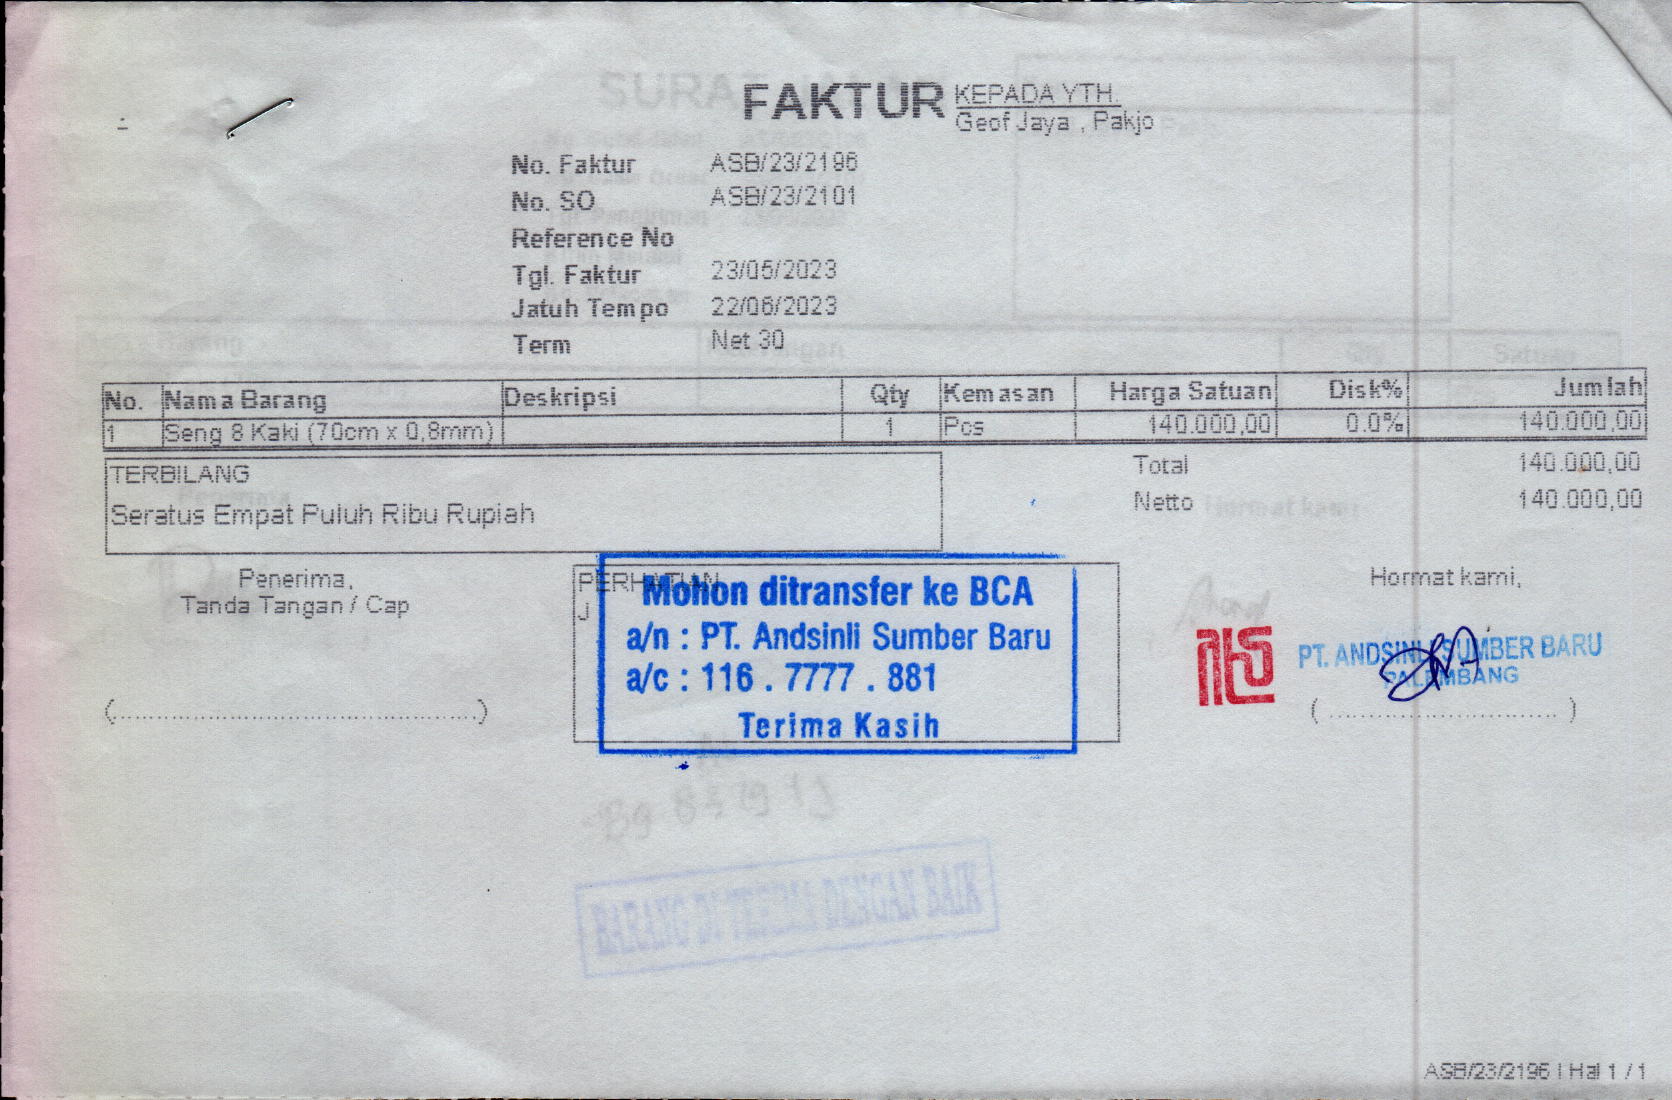 FAKTUR
KEPADA YTH.
Geof Jaya , Pakjo
No. Faktur ASB/23/2196
No. SO ASB/23/2101
Reference No
Tgl. Faktur 23/05/2023
Jatuh Tempo 22/06/2023
Term Net 30
No. Nama Barang Deskripsi Qty Kemasan Harga Satuan Disk% Jumlah
1 Seng 8 Kaki (70cm x 0,8mm) 1 Pcs 140.000,00 0.0% 140.000,00
TERBILANG
Seratus Empat Puluh Ribu Rupiah
Total 140.000,00
Netto 140.000,00
Penerima,
Tanda Tangan / Cap
(..............................................)
PERHATIAN
J
Mohon ditransfer ke BCA
a/n : PT. Andsinli Sumber Baru
a/c : 116 . 7777 . 881
Terima Kasih
Hormat kami,
PT. ANDSINLI SUMBER BARU
PALEMBANG
( ............................. )
BARANG DI TERIMA DENGAN BAIK
ASB/23/2196 | Hal 1 / 1